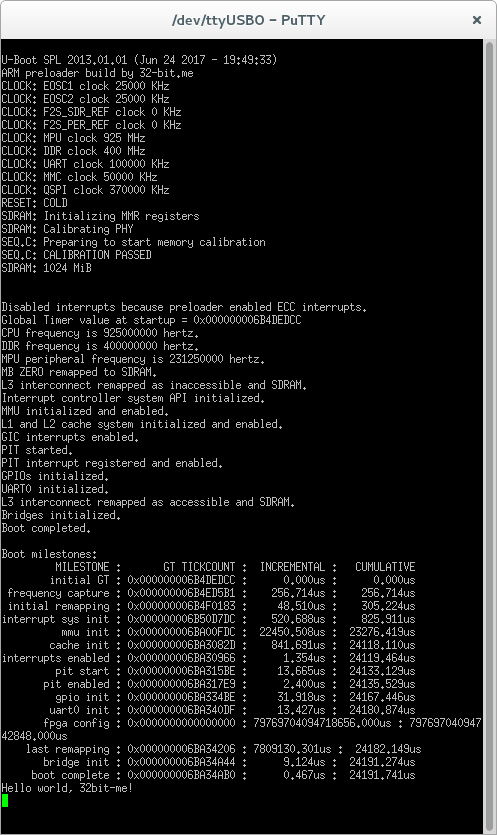 /dev/ttyUSB0 - PuTTY
U-Boot SPL 2013.01.01 (Jun 24 2017 - 19:49:33)
ARM preloader build by 32-bit.me
CLOCK: EOSC1 clock 25000 KHz
CLOCK: EOSC2 clock 25000 KHz
CLOCK: F2S_SDR_REF clock 0 KHz
CLOCK: F2S_PER_REF clock 0 KHz
CLOCK: MPU clock 925 MHz
CLOCK: DDR clock 400 MHz
CLOCK: UART clock 100000 KHz
CLOCK: MMC clock 50000 KHz
CLOCK: QSPI clock 370000 KHz
RESET: COLD
SDRAM: Initializing MMR registers
SDRAM: Calibrating PHY
SEQ.C: Preparing to start memory calibration
SEQ.C: CALIBRATION PASSED
SDRAM: 1024 MiB
Disabled interrupts because preloader enabled ECC interrupts.
Global Timer value at startup = 0x000000006B4DEDCC
CPU frequency is 925000000 hertz.
DDR frequency is 400000000 hertz.
MPU peripheral frequency is 231250000 hertz.
MB ZERO remapped to SDRAM.
L3 interconnect remapped as inaccessible and SDRAM.
Interrupt controller system API initialized.
MMU initialized and enabled.
L1 and L2 cache system initialized and enabled.
GIC interrupts enabled.
PIT started.
PIT interrupt registered and enabled.
GPIOs initialized.
UART0 initialized.
L3 interconnect remapped as accessible and SDRAM.
Bridges initialized.
Boot completed.
Boot milestones:
MILESTONE : GT TICKCOUNT : INCREMENTAL : CUMULATIVE
initial GT : 0x000000006B4DEDCC : 0.000us : 0.000us
frequency capture : 0x000000006B4ED5B1 : 256.714us : 256.714us
initial remapping : 0x000000006B4F0183 : 48.510us : 305.224us
interrupt sys init : 0x000000006B50D7DC : 520.688us : 825.911us
mmu init : 0x000000006BA00FDC : 22450.508us : 23276.419us
cache init : 0x000000006BA3082D : 841.691us : 24118.110us
interrupts enabled : 0x000000006BA30966 : 1.354us : 24119.464us
pit start : 0x000000006BA315BE : 13.665us : 24133.129us
pit enabled : 0x000000006BA317E9 : 2.400us : 24135.529us
gpio init : 0x000000006BA334BE : 31.918us : 24167.446us
uart0 init : 0x000000006BA340DF : 13.427us : 24180.874us
fpga config : 0x0000000000000000 : 79769704094718656.000us : 797697040947
42848.000us
last remapping : 0x000000006BA34206 : 7809130.301us : 24182.149us
bridge init : 0x000000006BA34A44 : 9.124us : 24191.274us
boot complete : 0x000000006BA34AB0 : 0.467us : 24191.741us
Hello world, 32bit-me!